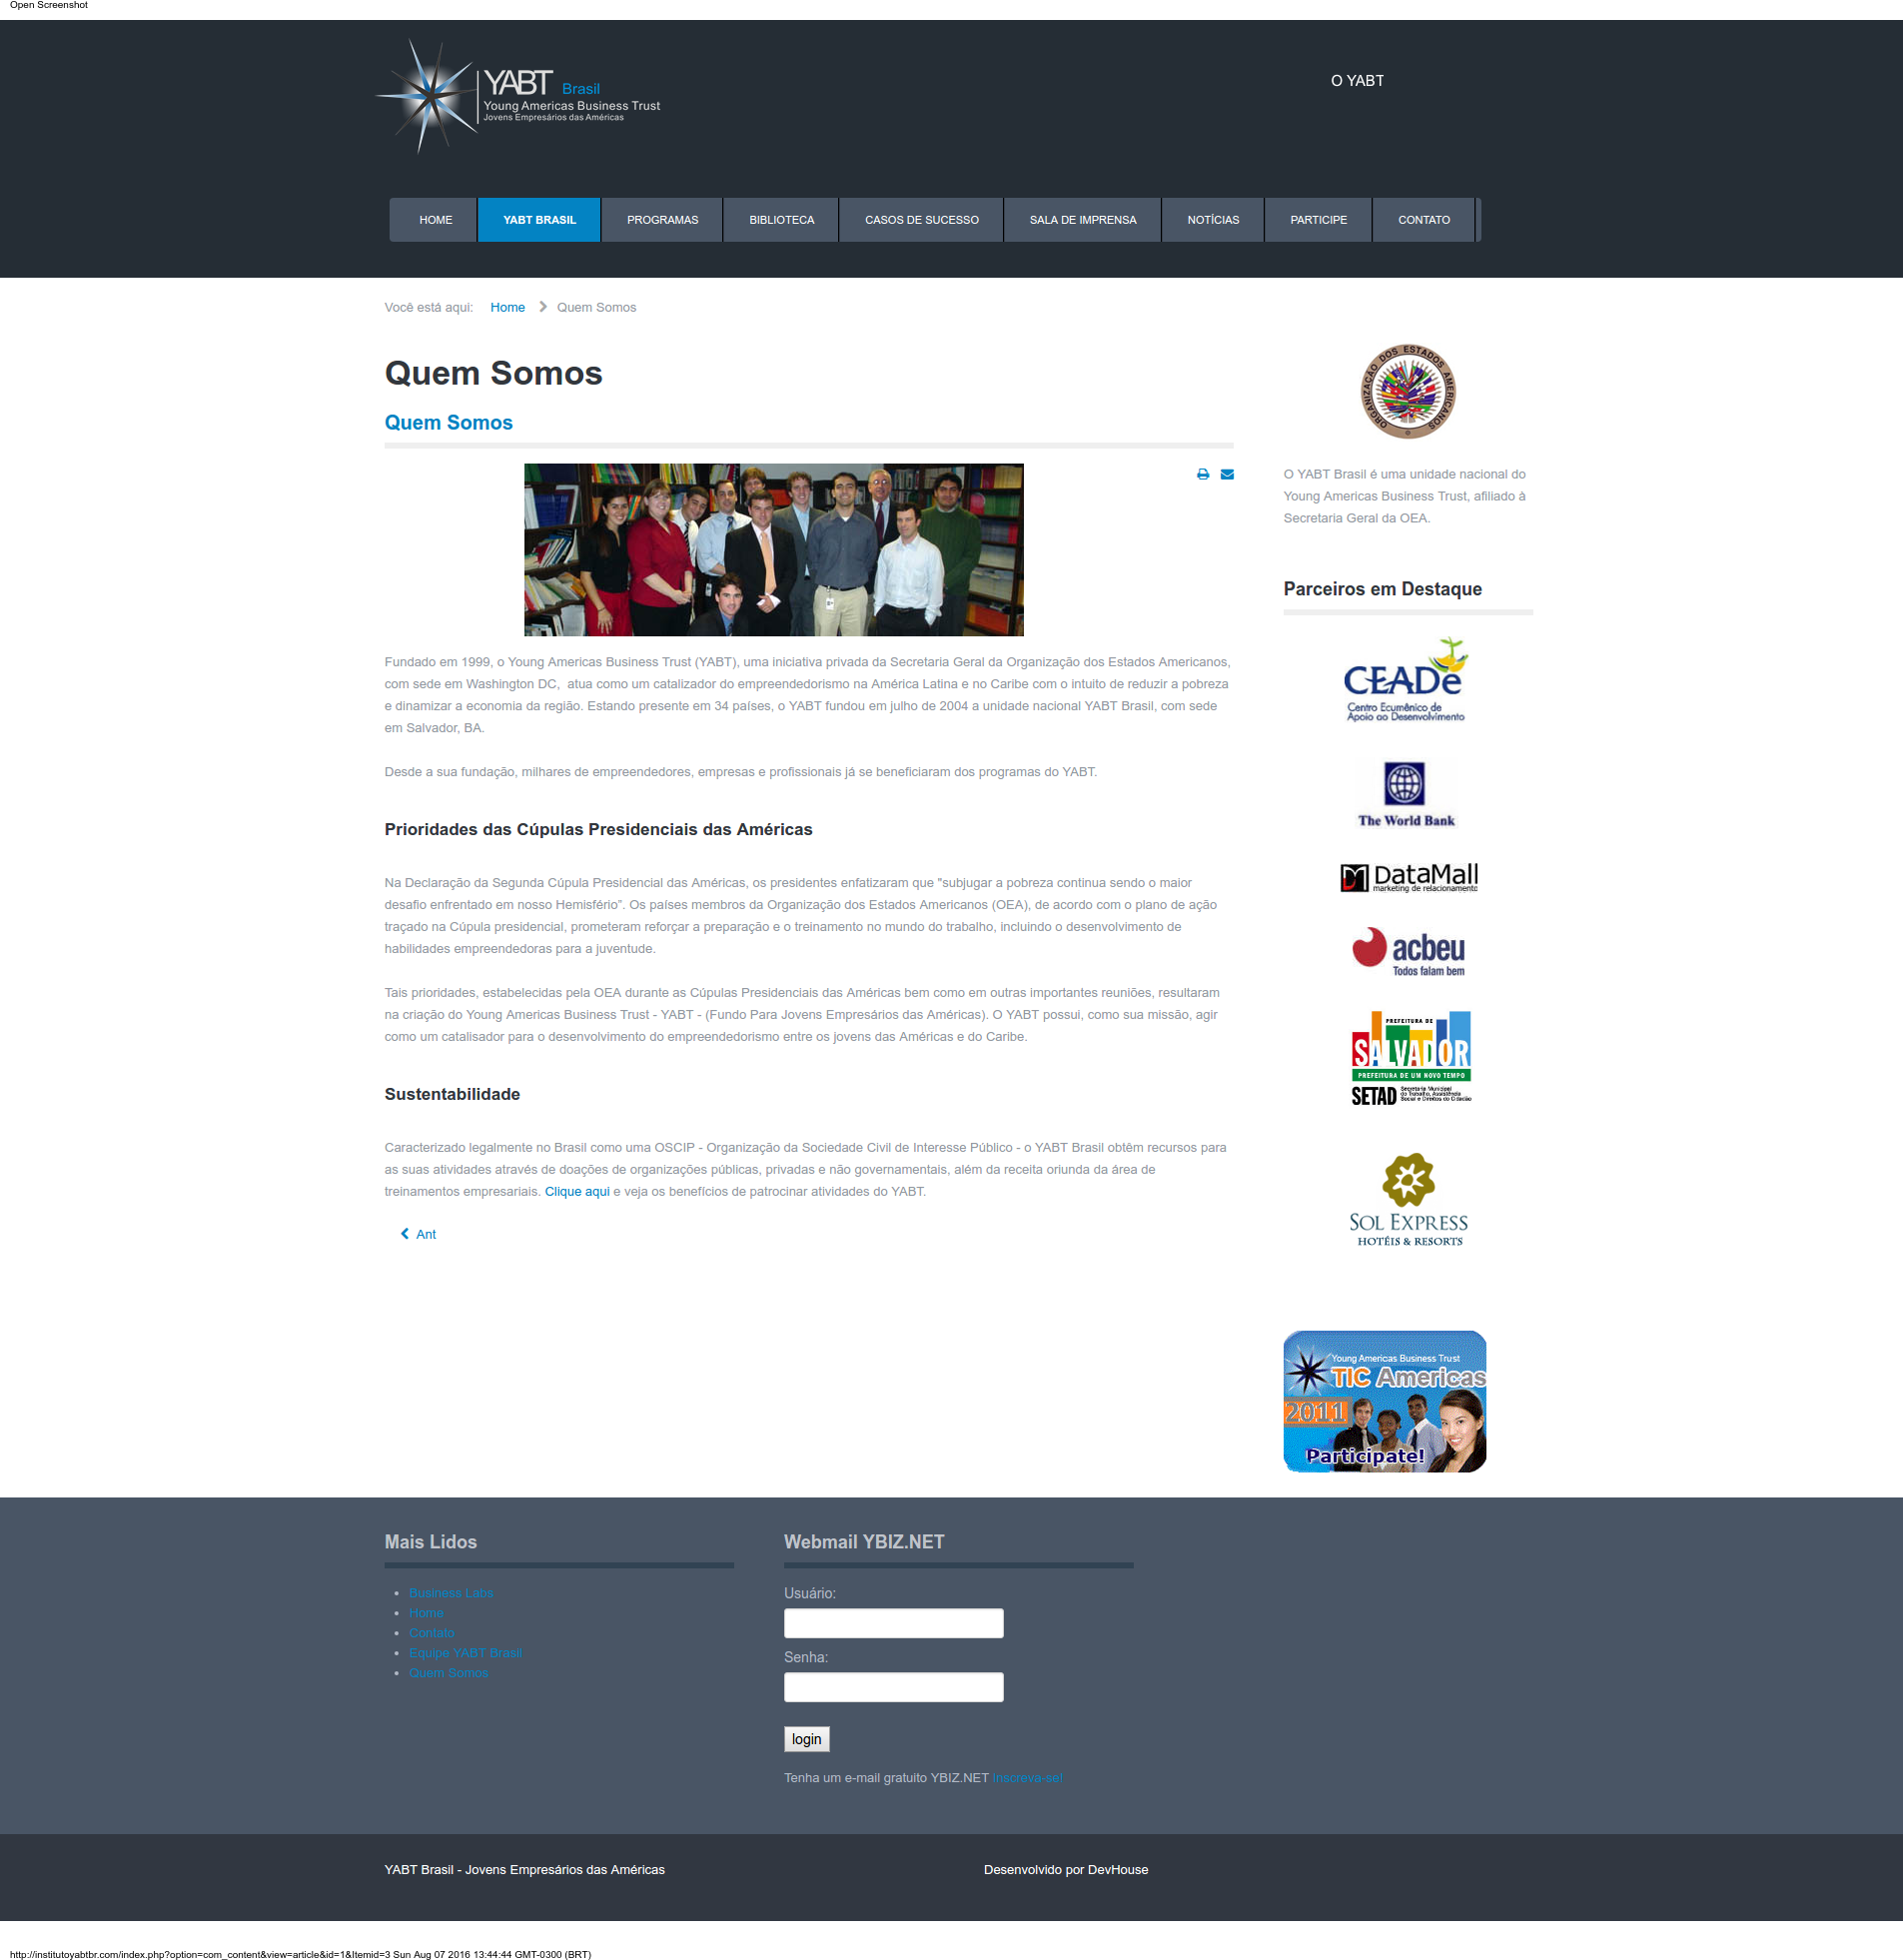 Open Screenshot
YABT Brasil
Young Americas Business Trust
Jovens Empresários das Américas
O YABT
HOME YABT BRASIL PROGRAMAS BIBLIOTECA CASOS DE SUCESSO SALA DE IMPRENSA NOTÍCIAS PARTICIPE CONTATO
Você está aqui: Home Quem Somos
Quem Somos
Quem Somos
Fundado em 1999, o Young Americas Business Trust (YABT), uma iniciativa privada da Secretaria Geral da Organização dos Estados Americanos,
com sede em Washington DC, atua como um catalizador do empreendedorismo na América Latina e no Caribe com o intuito de reduzir a pobreza
e dinamizar a economia da região. Estando presente em 34 países, o YABT fundou em julho de 2004 a unidade nacional YABT Brasil, com sede
em Salvador, BA.
Desde a sua fundação, milhares de empreendedores, empresas e profissionais já se beneficiaram dos programas do YABT.
Prioridades das Cúpulas Presidenciais das Américas
Na Declaração da Segunda Cúpula Presidencial das Américas, os presidentes enfatizaram que "subjugar a pobreza continua sendo o maior
desafio enfrentado em nosso Hemisfério”. Os países membros da Organização dos Estados Americanos (OEA), de acordo com o plano de ação
traçado na Cúpula presidencial, prometeram reforçar a preparação e o treinamento no mundo do trabalho, incluindo o desenvolvimento de
habilidades empreendedoras para a juventude.
Tais prioridades, estabelecidas pela OEA durante as Cúpulas Presidenciais das Américas bem como em outras importantes reuniões, resultaram
na criação do Young Americas Business Trust - YABT - (Fundo Para Jovens Empresários das Américas). O YABT possui, como sua missão, agir
como um catalisador para o desenvolvimento do empreendedorismo entre os jovens das Américas e do Caribe.
Sustentabilidade
Caracterizado legalmente no Brasil como uma OSCIP - Organização da Sociedade Civil de Interesse Público - o YABT Brasil obtêm recursos para
as suas atividades através de doações de organizações públicas, privadas e não governamentais, além da receita oriunda da área de
treinamentos empresariais. Clique aqui e veja os benefícios de patrocinar atividades do YABT.
Ant
ORGANIZAÇÃO DOS ESTADOS AMERICANOS
O YABT Brasil é uma unidade nacional do
Young Americas Business Trust, afiliado à
Secretaria Geral da OEA.
Parceiros em Destaque
CEADe
Centro Ecumênico de
Apoio ao Desenvolvimento
The World Bank
DataMall
marketing de relacionamento
acbeu
Todos falam bem
PREFEITURA DE
SALVADOR
PREFEITURA DE UM NOVO TEMPO
SETAD Secretaria Municipal
do Trabalho, Assistência
Social e Direitos do Cidadão
SOL EXPRESS
HOTÉIS & RESORTS
Young Americas Business Trust
TIC Americas
2011
Participate!
Mais Lidos
Business Labs
Home
Contato
Equipe YABT Brasil
Quem Somos
Webmail YBIZ.NET
Usuário:
Senha:
login
Tenha um e-mail gratuito YBIZ.NET Inscreva-se!
YABT Brasil - Jovens Empresários das Américas
Desenvolvido por DevHouse
http://institutoyabtbr.com/index.php?option=com_content&view=article&id=1&Itemid=3 Sun Aug 07 2016 13:44:44 GMT-0300 (BRT)